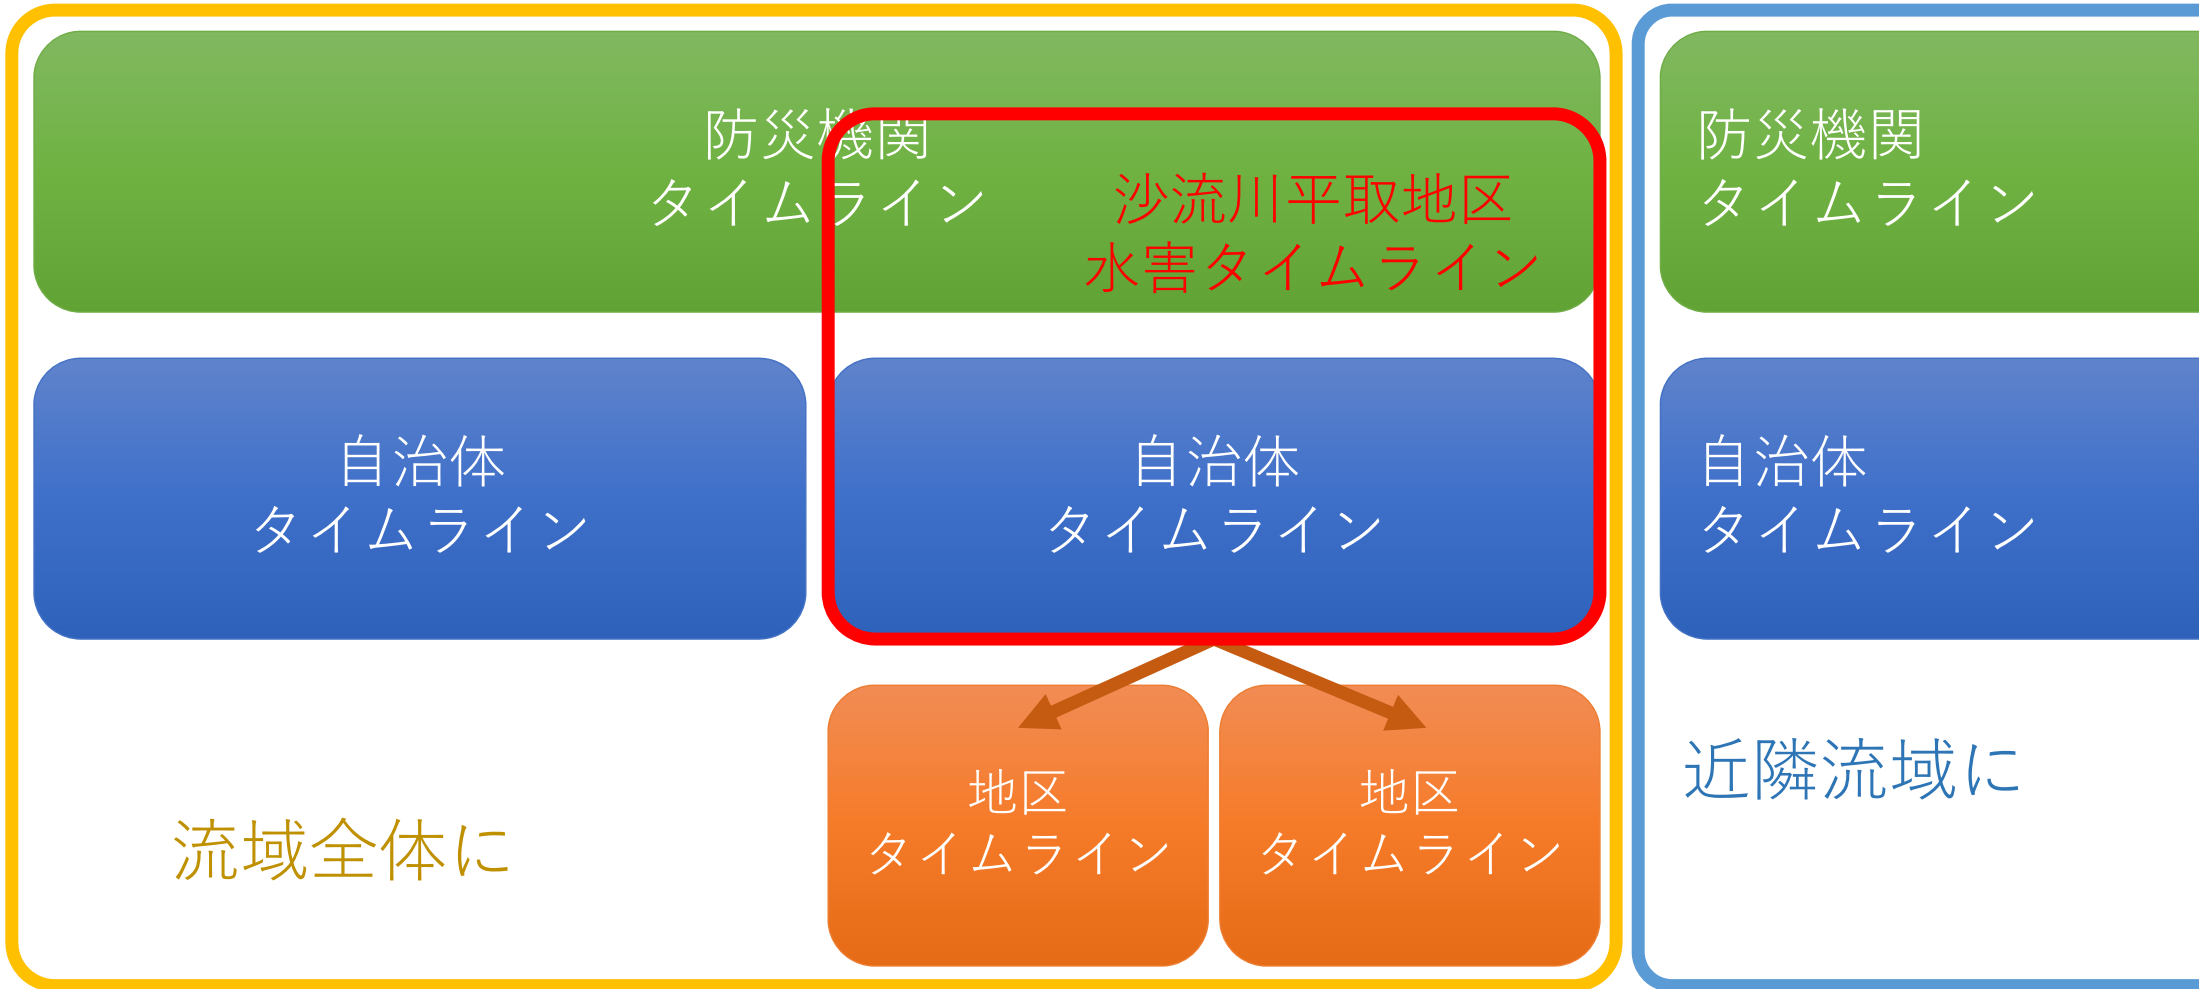 防災機関
タイムライン
沙流川平取地区
水害タイムライン
防災機関
タイムライン
自治体
タイムライン
自治体
タイムライン
自治体
タイムライン
地区
タイムライン
地区
タイムライン
流域全体に
近隣流域に